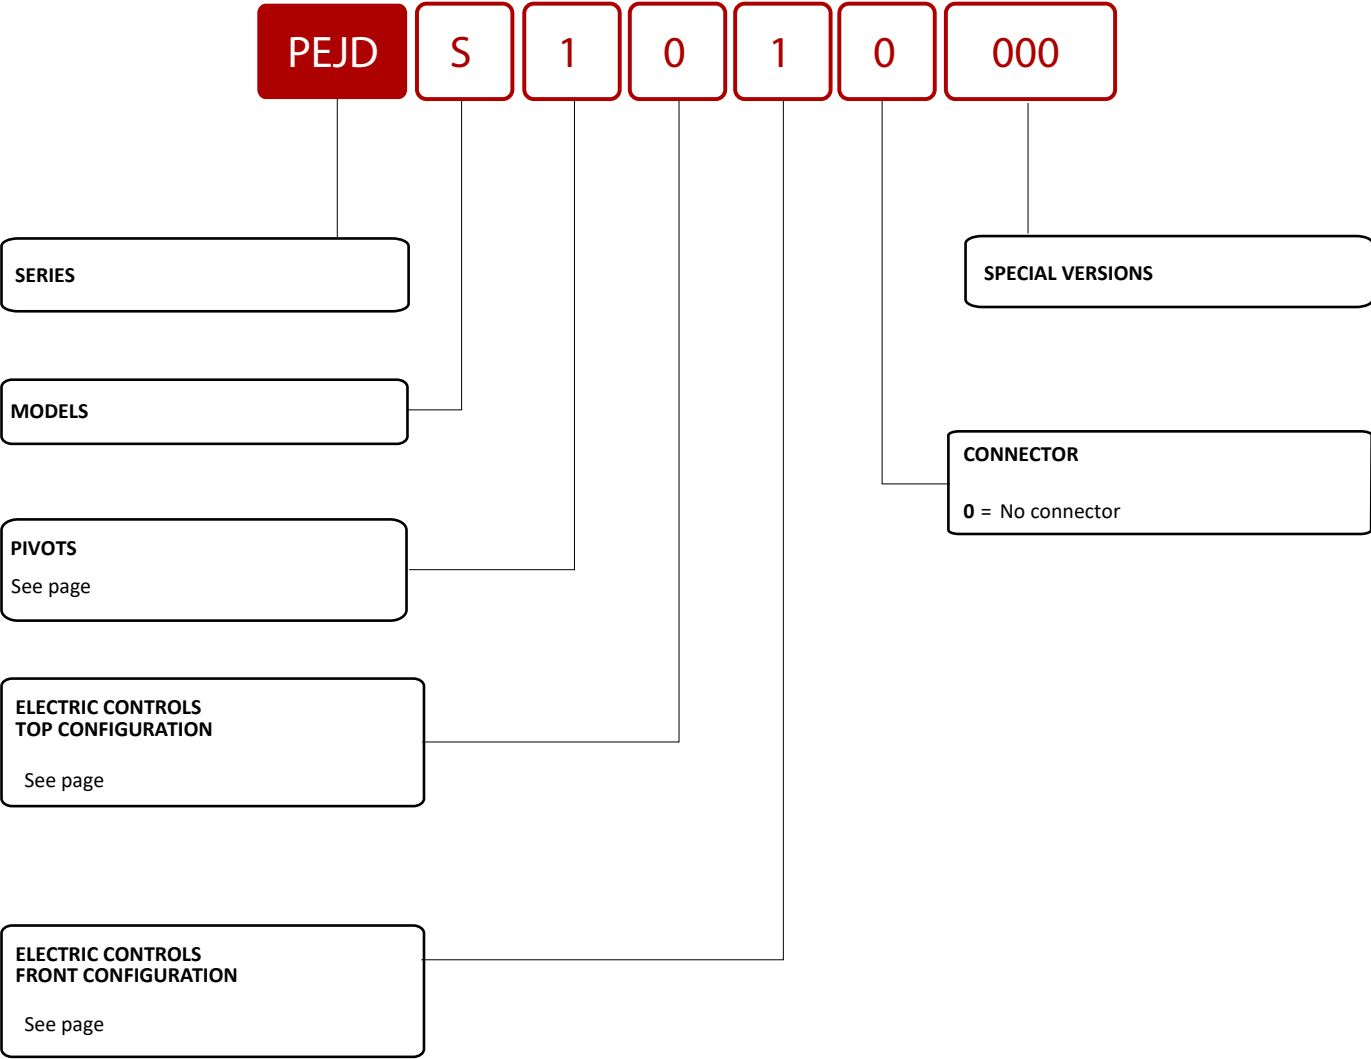 PEJD S 1 0 1 0 000
SERIES
SPECIAL VERSIONS
MODELS
CONNECTOR
0 = No connector
PIVOTS
See page
ELECTRIC CONTROLS
TOP CONFIGURATION
See page
ELECTRIC CONTROLS
FRONT CONFIGURATION
See page